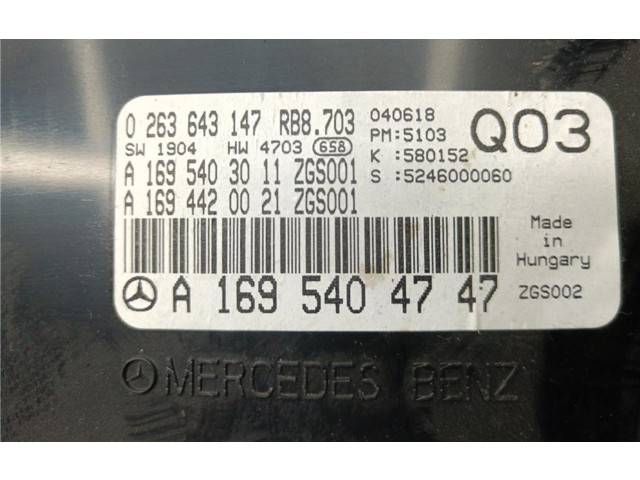 0 263 643 147 RB8.703 040618 Q03
SW 1904 HW 4703 658 PM:5103
K :580152
A 169 540 30 11 ZGS001 S :5246000060
A 169 442 00 21 ZGS001
Made
in
Hungary
A 169 540 47 47 ZGS002
MERCEDES BENZ